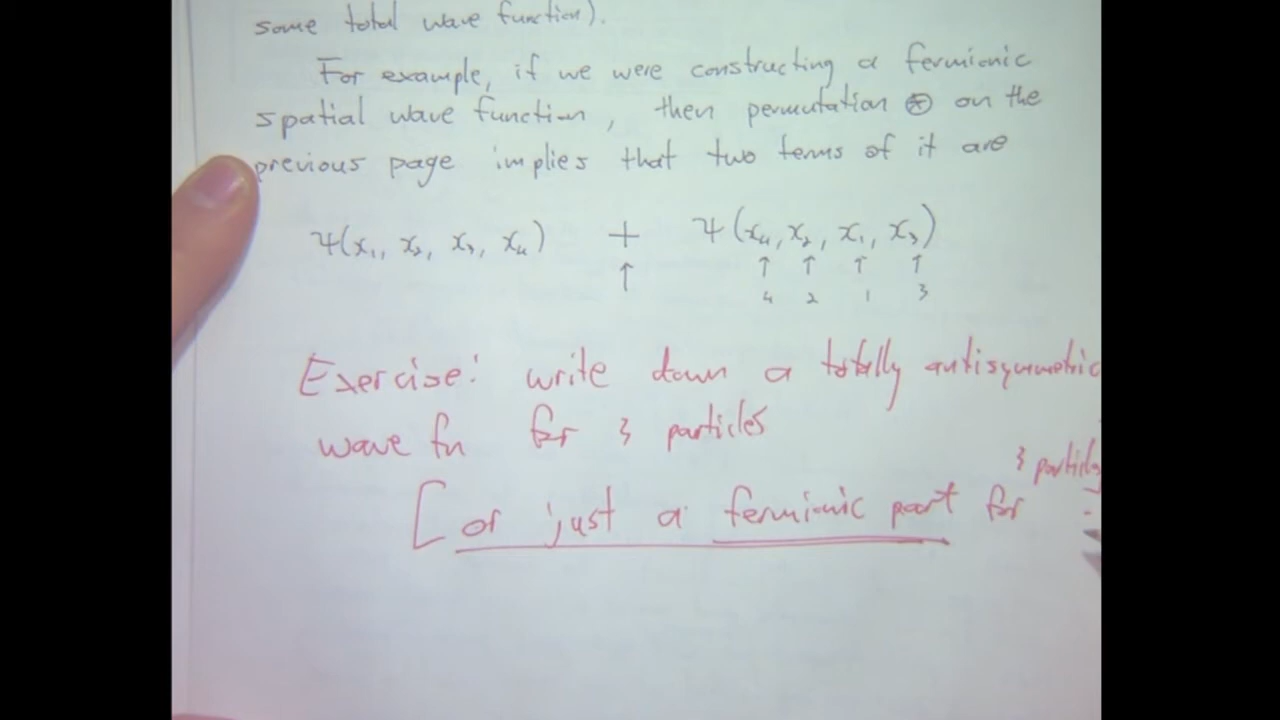 some total wave function).
For example, if we were constructing a fermionic
spatial wave function, then permutation ⊛ on the
previous page implies that two terms of it are
Ψ(x₁, x₂, x₃, x₄) + Ψ(x₄, x₂, x₁, x₃)
↑ ↑ ↑ ↑ ↑
4 2 1 3
Exercise: write down a totally antisymmetric
wave fn for 3 particles
3 particles
[or just a fermionic part for